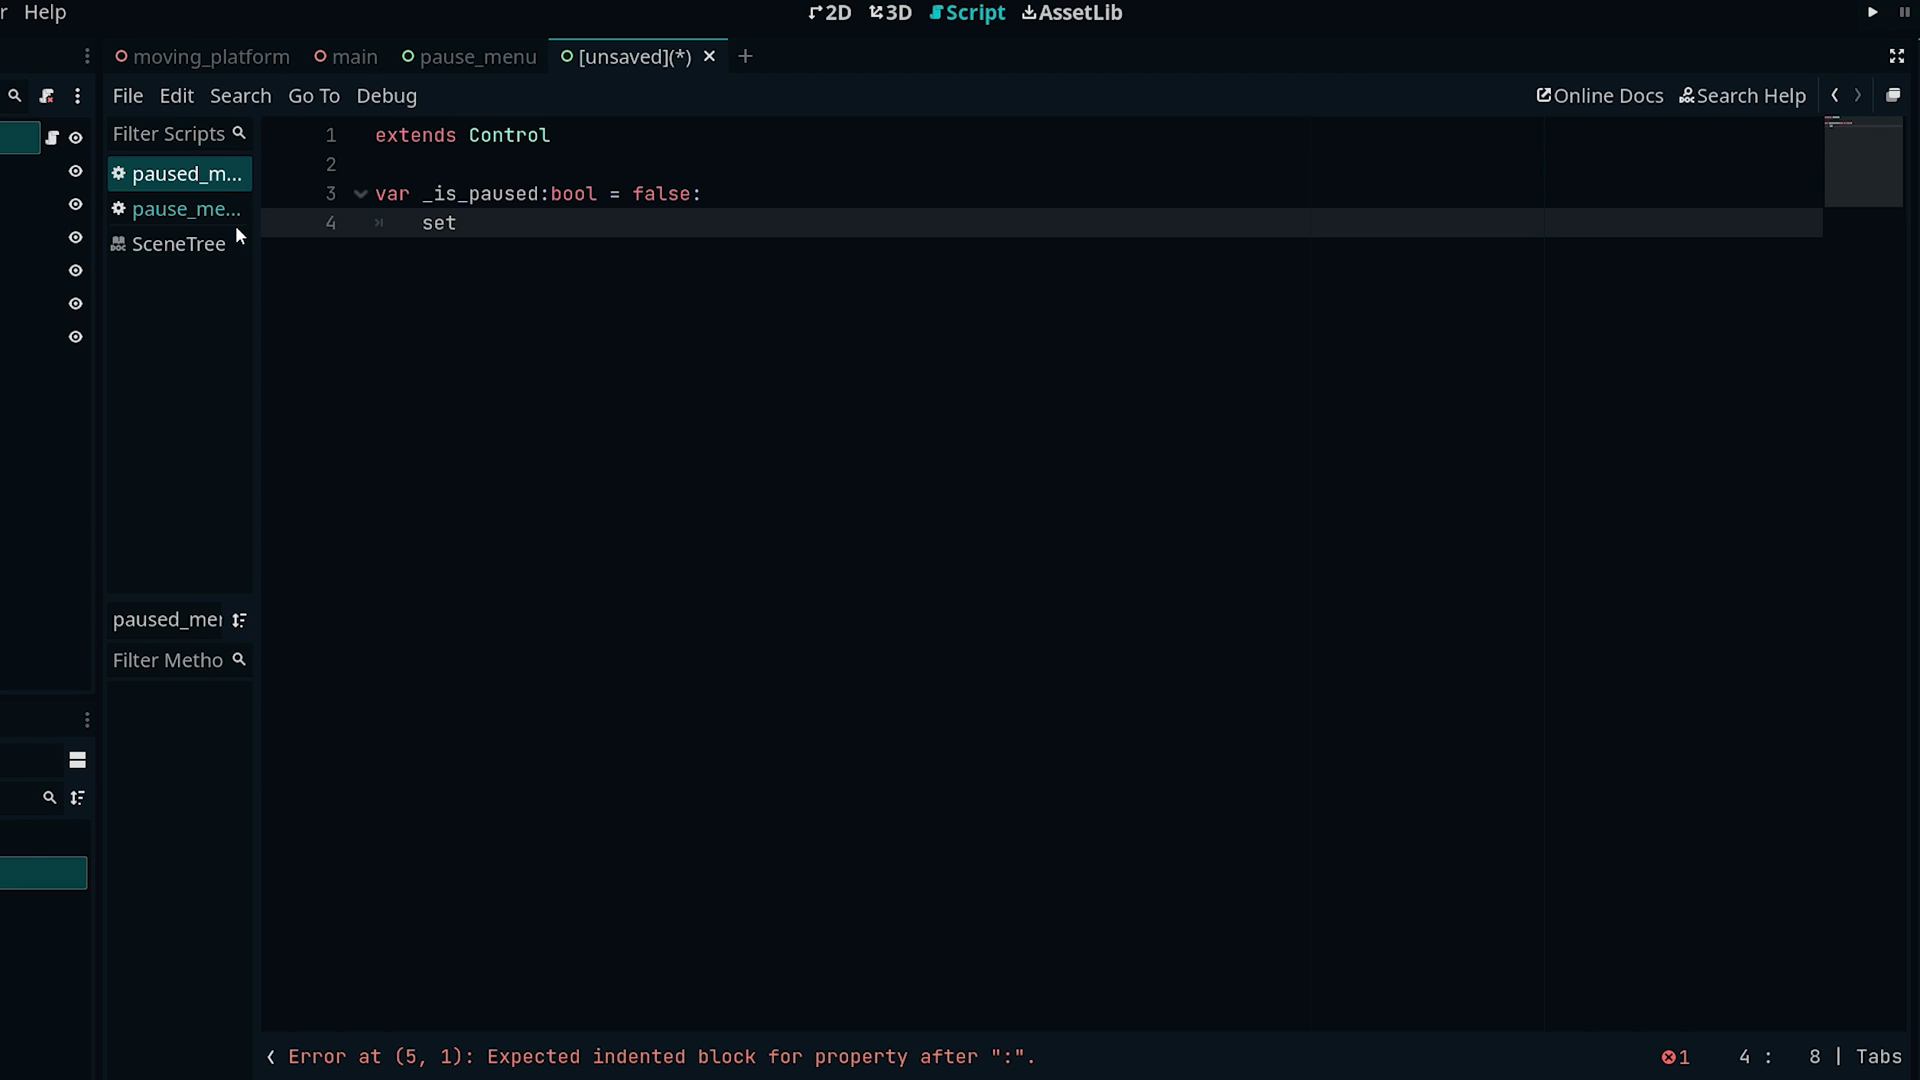 r Help
2D 3D Script AssetLib
moving_platform main pause_menu [unsaved](*)
File Edit Search Go To Debug
Online Docs Search Help
Filter Scripts
paused_m...
pause_me...
SceneTree
1 extends Control
2
3 var _is_paused:bool = false:
4 set
paused_mer
Filter Metho
Error at (5, 1): Expected indented block for property after ":".
1 4 : 8 | Tabs